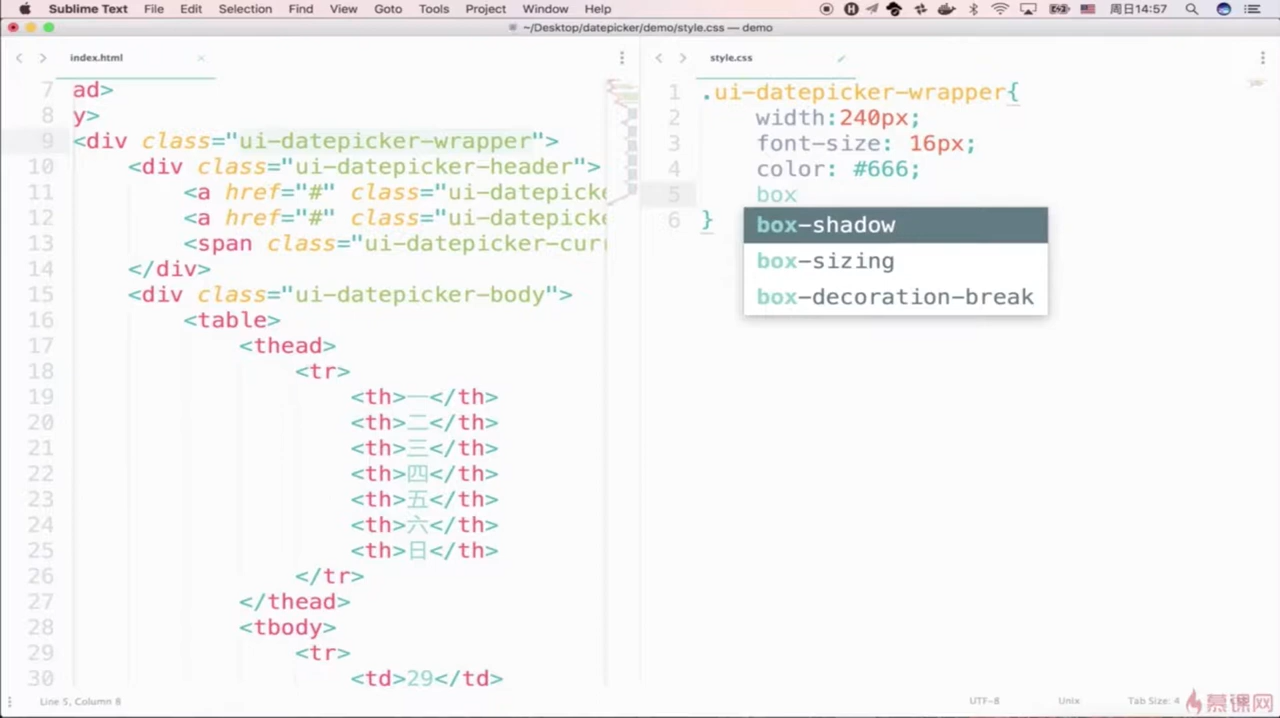 Sublime Text File Edit Selection Find View Goto Tools Project Window Help 周日14:57
~/Desktop/datepicker/demo/style.css — demo
index.html
7 ad>
8 y>
9 <div class="ui-datepicker-wrapper">
10 <div class="ui-datepicker-header">
11 <a href="#" class="ui-datepicke
12 <a href="#" class="ui-datepicke
13 <span class="ui-datepicker-curr
14 </div>
15 <div class="ui-datepicker-body">
16 <table>
17 <thead>
18 <tr>
19 <th>一</th>
20 <th>二</th>
21 <th>三</th>
22 <th>四</th>
23 <th>五</th>
24 <th>六</th>
25 <th>日</th>
26 </tr>
27 </thead>
28 <tbody>
29 <tr>
30 <td>29</td>
style.css
1 .ui-datepicker-wrapper{
2 width:240px;
3 font-size: 16px;
4 color: #666;
5 box
6 }
box-shadow
box-sizing
box-decoration-break
Line 5, Column 8
UTF-8 Unix Tab Size: 4
慕课网